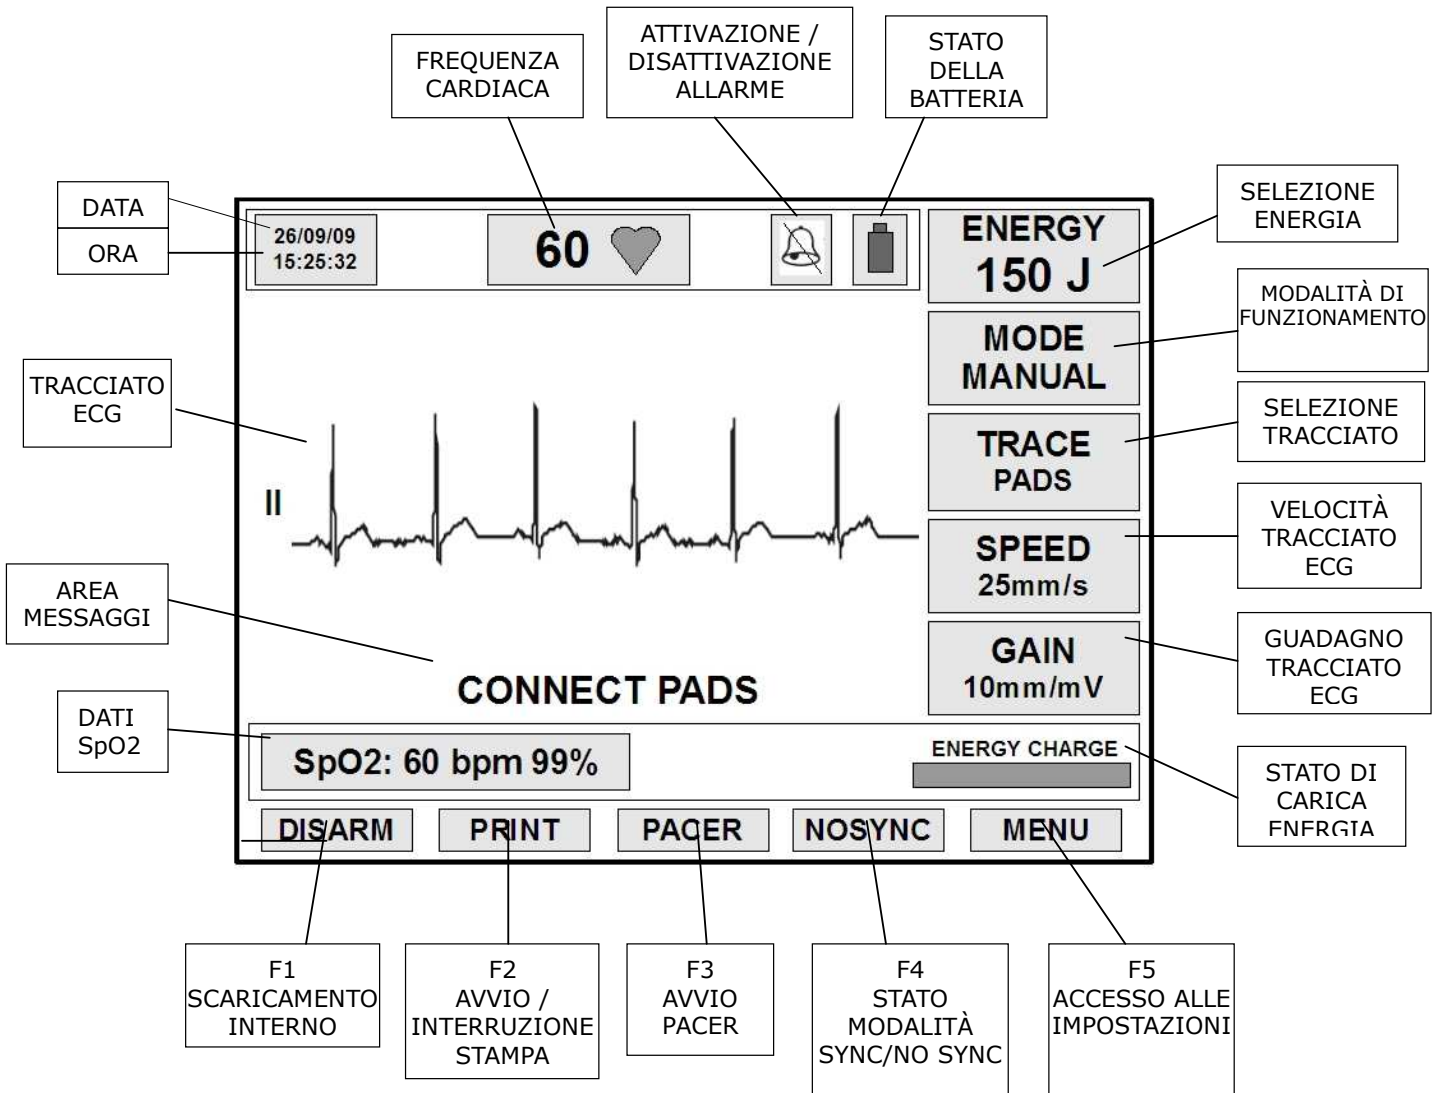 FREQUENZA
CARDIACA
ATTIVAZIONE /
DISATTIVAZIONE
ALLARME
STATO
DELLA
BATTERIA
DATA
ORA
SELEZIONE
ENERGIA
26/09/09
15:25:32
60
ENERGY
150 J
MODALITÀ DI
FUNZIONAMENTO
MODE
MANUAL
TRACCIATO
ECG
SELEZIONE
TRACCIATO
TRACE
PADS
II
VELOCITÀ
TRACCIATO
ECG
SPEED
25mm/s
AREA
MESSAGGI
GUADAGNO
TRACCIATO
ECG
GAIN
10mm/mV
CONNECT PADS
DATI
SpO2
SpO2: 60 bpm 99%
ENERGY CHARGE
STATO DI
CARICA
ENERGIA
DISARM
PRINT
PACER
NOSYNC
MENU
F1
SCARICAMENTO
INTERNO
F2
AVVIO /
INTERRUZIONE
STAMPA
F3
AVVIO
PACER
F4
STATO
MODALITÀ
SYNC/NO SYNC
F5
ACCESSO ALLE
IMPOSTAZIONI